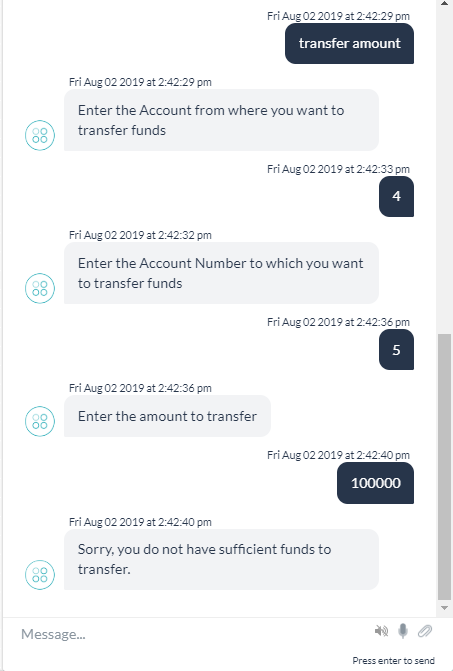 Fri Aug 02 2019 at 2:42:29 pm
transfer amount
Fri Aug 02 2019 at 2:42:29 pm
Enter the Account from where you want to
transfer funds
Fri Aug 02 2019 at 2:42:33 pm
4
Fri Aug 02 2019 at 2:42:32 pm
Enter the Account Number to which you want
to transfer funds
Fri Aug 02 2019 at 2:42:36 pm
5
Fri Aug 02 2019 at 2:42:36 pm
Enter the amount to transfer
Fri Aug 02 2019 at 2:42:40 pm
100000
Fri Aug 02 2019 at 2:42:40 pm
Sorry, you do not have sufficient funds to
transfer.
Message...
Press enter to send